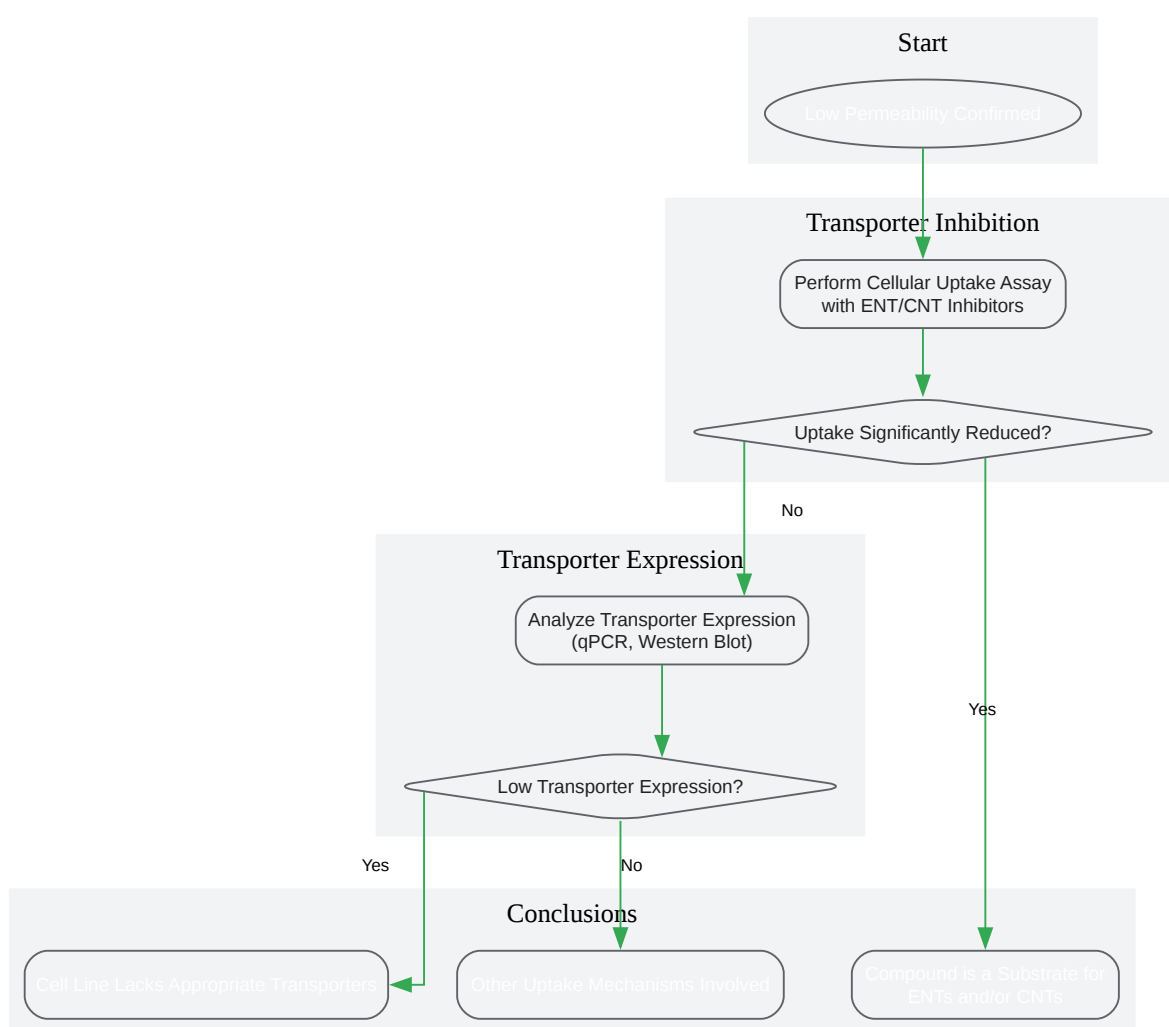 Start
Low Permeability Confirmed
Transporter Inhibition
Perform Cellular Uptake Assay
with ENT/CNT Inhibitors
Uptake Significantly Reduced?
No
Transporter Expression
Analyze Transporter Expression
(qPCR, Western Blot)
Yes
Low Transporter Expression?
Yes
No
Conclusions
Cell Line Lacks Appropriate Transporters
Other Uptake Mechanisms Involved
Compound is a Substrate for
ENTs and/or CNTs